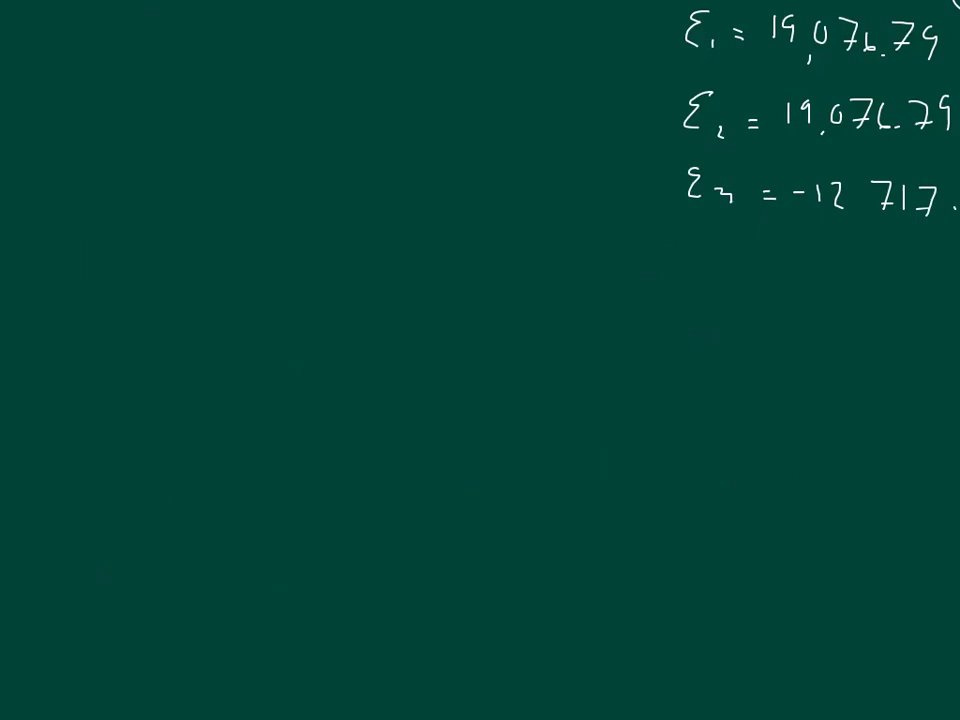 ε₁ = 19,076.79
ε₂ = 19,076.79
ε₃ = -12 717.